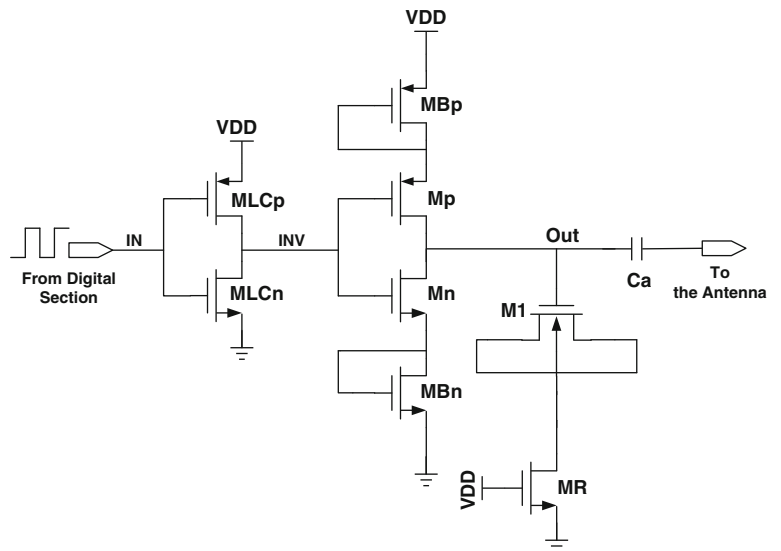 VDD
MBp
VDD
MLCp
Mp
IN
INV
Out
From Digital
Section
MLCn
Mn
Ca
To
the Antenna
M1
MBn
VDD
MR